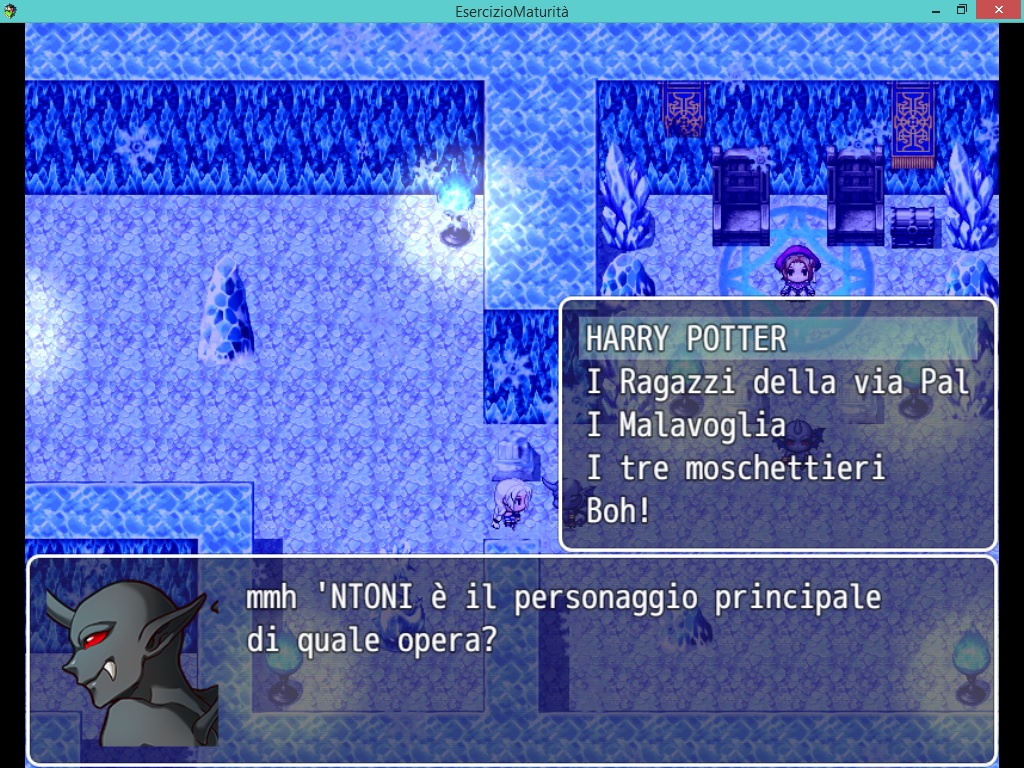 EsercizioMaturità
HARRY POTTER
I Ragazzi della via Pal
I Malavoglia
I tre moschettieri
Boh!
mmh 'NTONI è il personaggio principale
di quale opera?